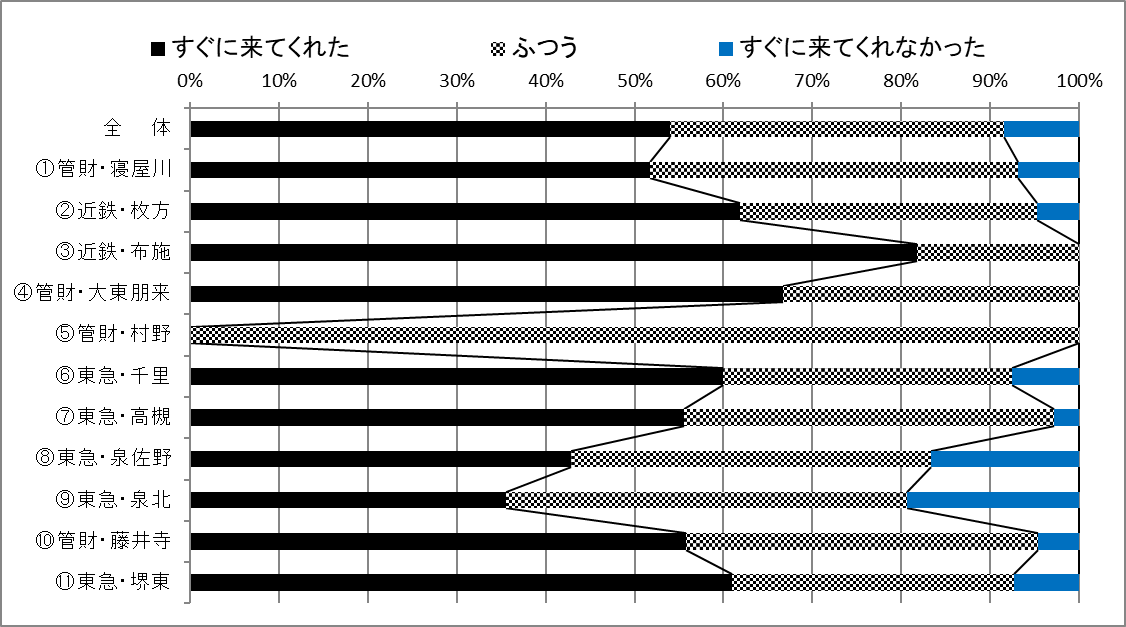 すぐに来てくれた ふつう すぐに来てくれなかった
0% 10% 20% 30% 40% 50% 60% 70% 80% 90% 100%
全 体
①管財・寝屋川
②近鉄・枚方
③近鉄・布施
④管財・大東朋来
⑤管財・村野
⑥東急・千里
⑦東急・高槻
⑧東急・泉佐野
⑨東急・泉北
⑩管財・藤井寺
⑪東急・堺東